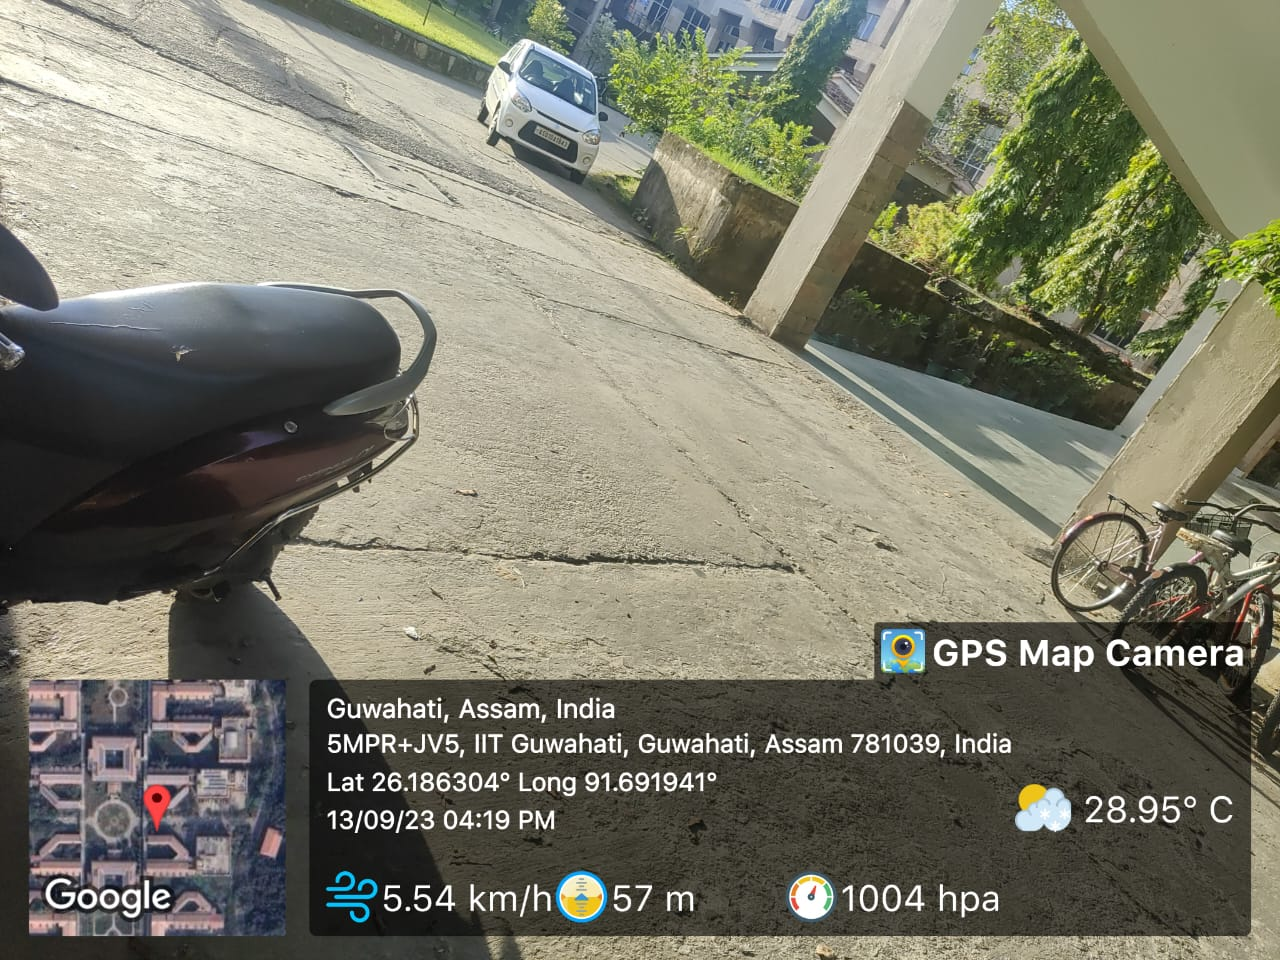 GPS Map Camera
Guwahati, Assam, India
5MPR+JV5, IIT Guwahati, Guwahati, Assam 781039, India
Lat 26.186304° Long 91.691941°
13/09/23 04:19 PM
28.95° C
5.54 km/h 57 m 1004 hpa
Google